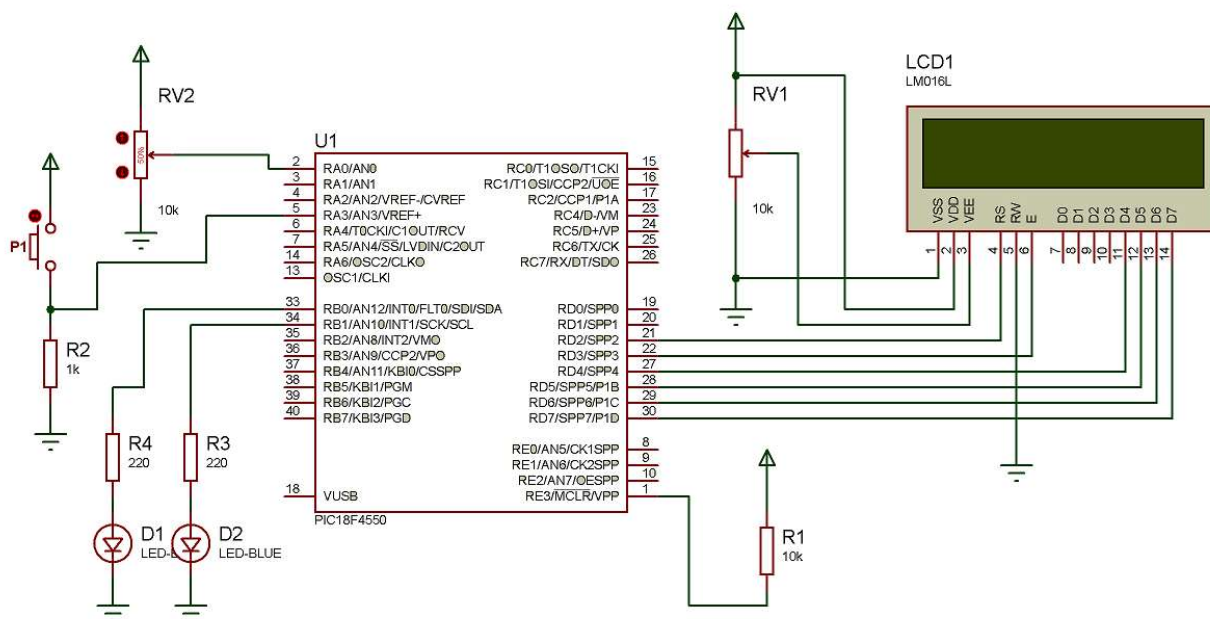 LCD1
LM016L
RV2
RV1
50%
10k
10k
U1
P1
R2
1k
2 RA0/AN0
3 RA1/AN1
4 RA2/AN2/VREF-/CVREF
5 RA3/AN3/VREF+
6 RA4/T0CKI/C1OUT/RCV
7 RA5/AN4/SS/LVDIN/C2OUT
14 RA6/OSC2/CLKO
13 OSC1/CLKI
33 RB0/AN12/INT0/FLT0/SDI/SDA
34 RB1/AN10/INT1/SCK/SCL
35 RB2/AN8/INT2/VMO
36 RB3/AN9/CCP2/VPO
37 RB4/AN11/KBI0/CSSPP
38 RB5/KBI1/PGM
39 RB6/KBI2/PGC
40 RB7/KBI3/PGD
18 VUSB
RC0/T1OSO/T1CKI 15
RC1/T1OSI/CCP2/UOE 16
RC2/CCP1/P1A 17
RC4/D-/VM 23
RC5/D+/VP 24
RC6/TX/CK 25
RC7/RX/DT/SDO 26
RD0/SPP0 19
RD1/SPP1 20
RD2/SPP2 21
RD3/SPP3 22
RD4/SPP4 27
RD5/SPP5/P1B 28
RD6/SPP6/P1C 29
RD7/SPP7/P1D 30
RE0/AN5/CK1SPP 8
RE1/AN6/CK2SPP 9
RE2/AN7/OESPP 10
RE3/MCLR/VPP 1
PIC18F4550
VSS VDD VEE RS RW E D0 D1 D2 D3 D4 D5 D6 D7
1 2 3 4 5 6 7 8 9 10 11 12 13 14
R4
220
R3
220
D1
D2
LED-BLUE
R1
10k